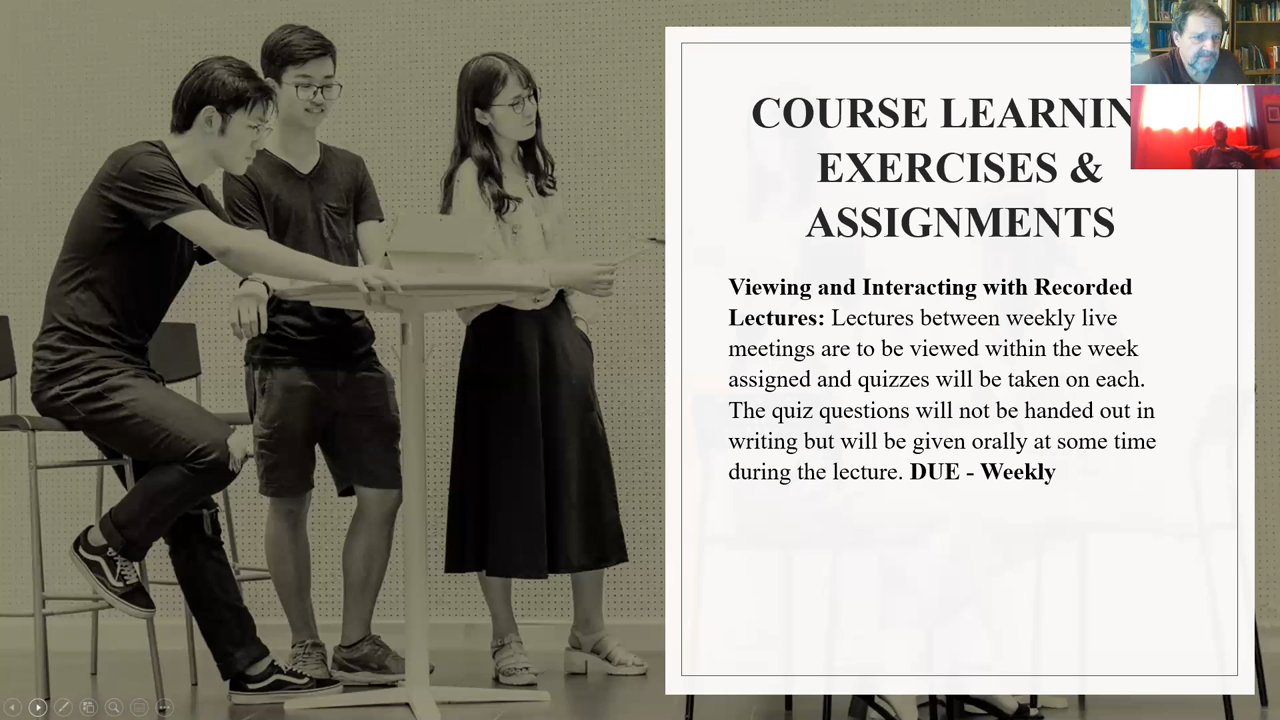 COURSE LEARNIN
EXERCISES &
ASSIGNMENTS
Viewing and Interacting with Recorded
Lectures: Lectures between weekly live
meetings are to be viewed within the week
assigned and quizzes will be taken on each.
The quiz questions will not be handed out in
writing but will be given orally at some time
during the lecture. DUE - Weekly